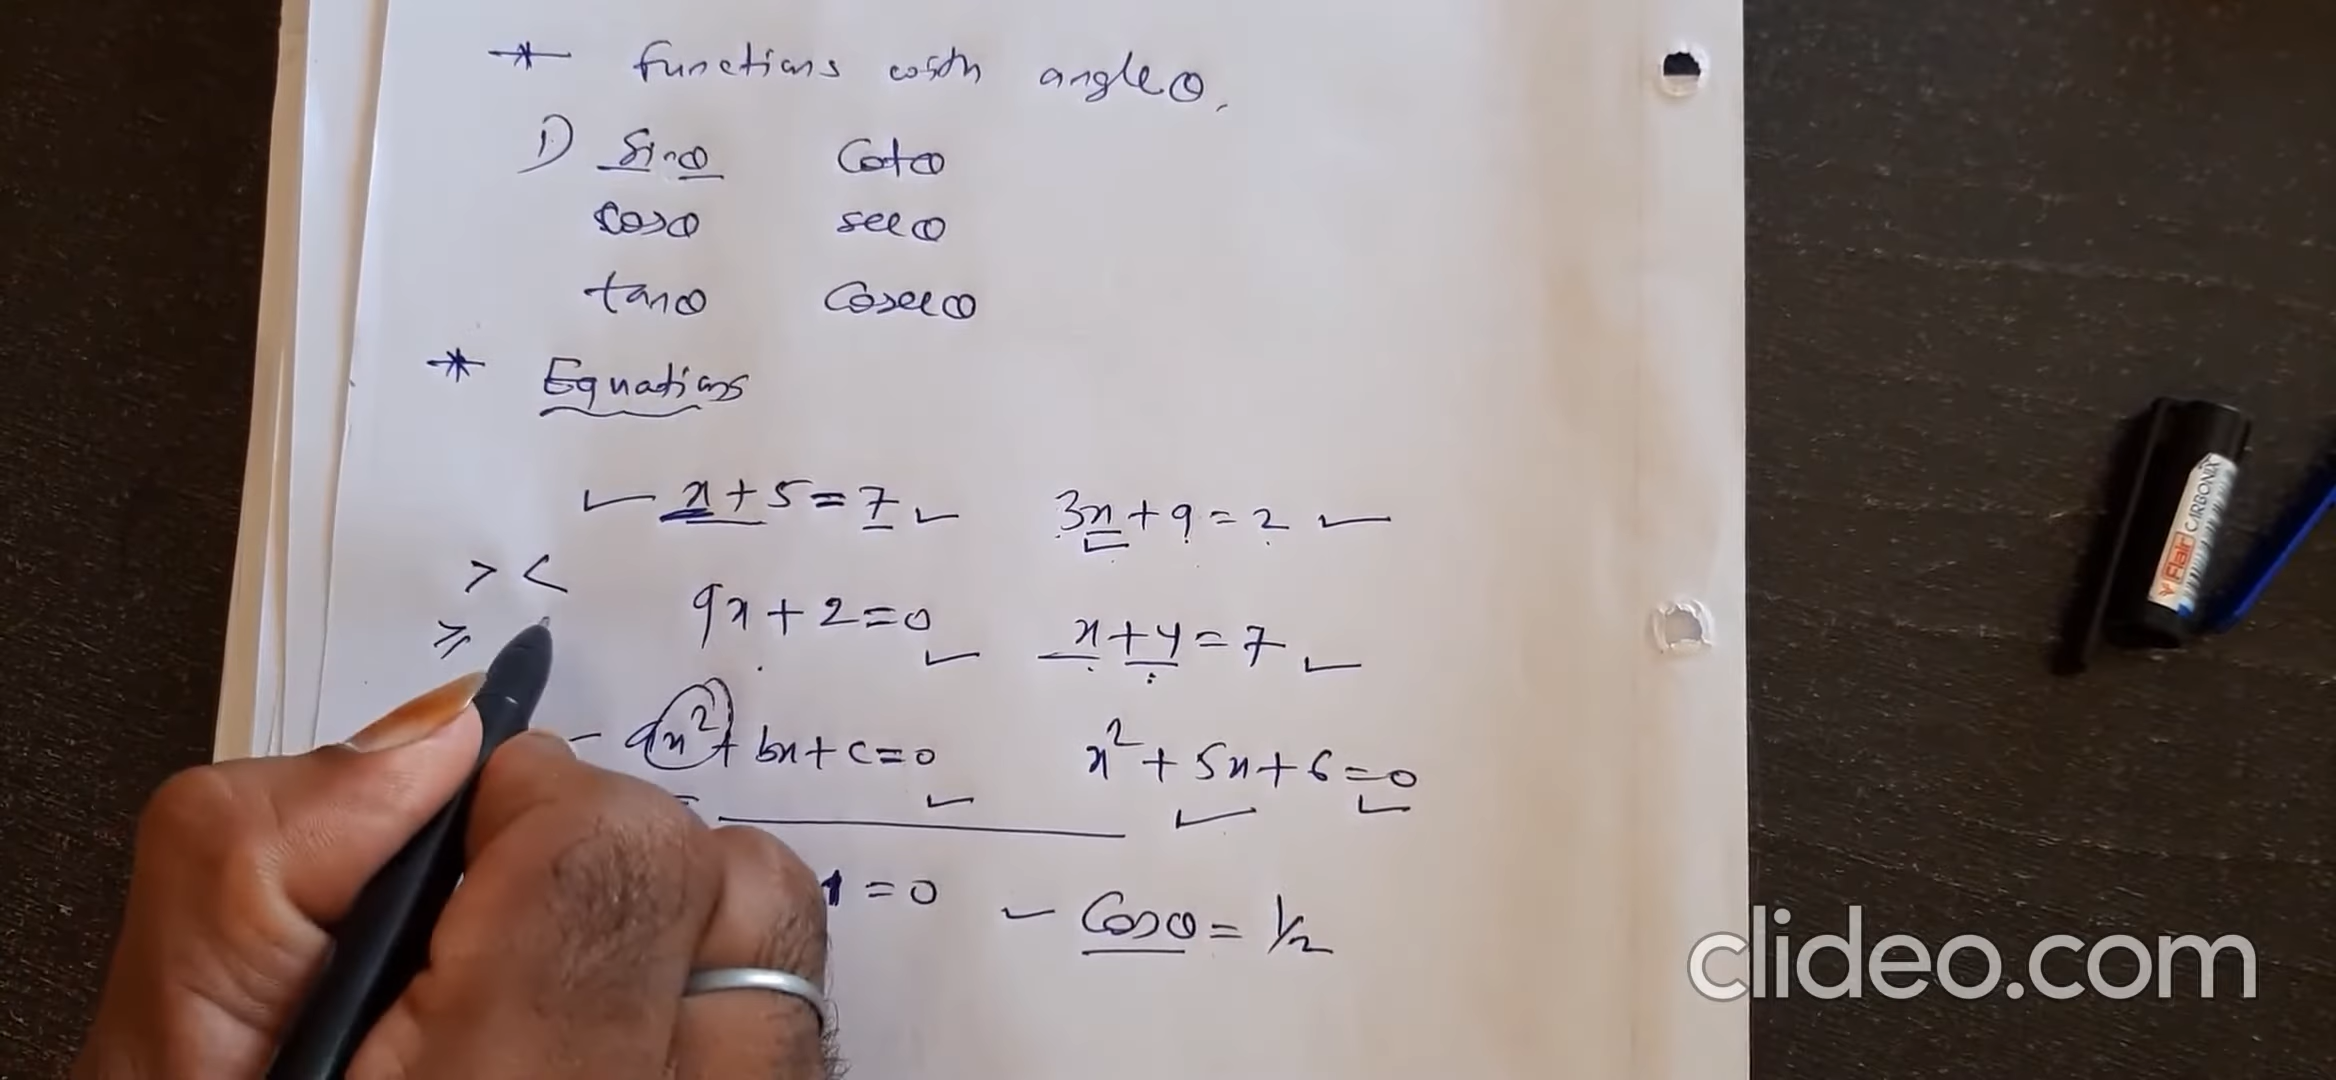 * Functions with angle θ,
1) Sinθ Cotθ
Cosθ secθ
tanθ Cosecθ
* Equations
x + 5 = 7 3x + 9 = 2
> <
9x + 2 = 0 x + y = 7
≥
ax² + bx + c = 0 x² + 5x + 6 = 0
1 = 0 Cosθ = 1/2
Flair CARBONIX
clideo.com